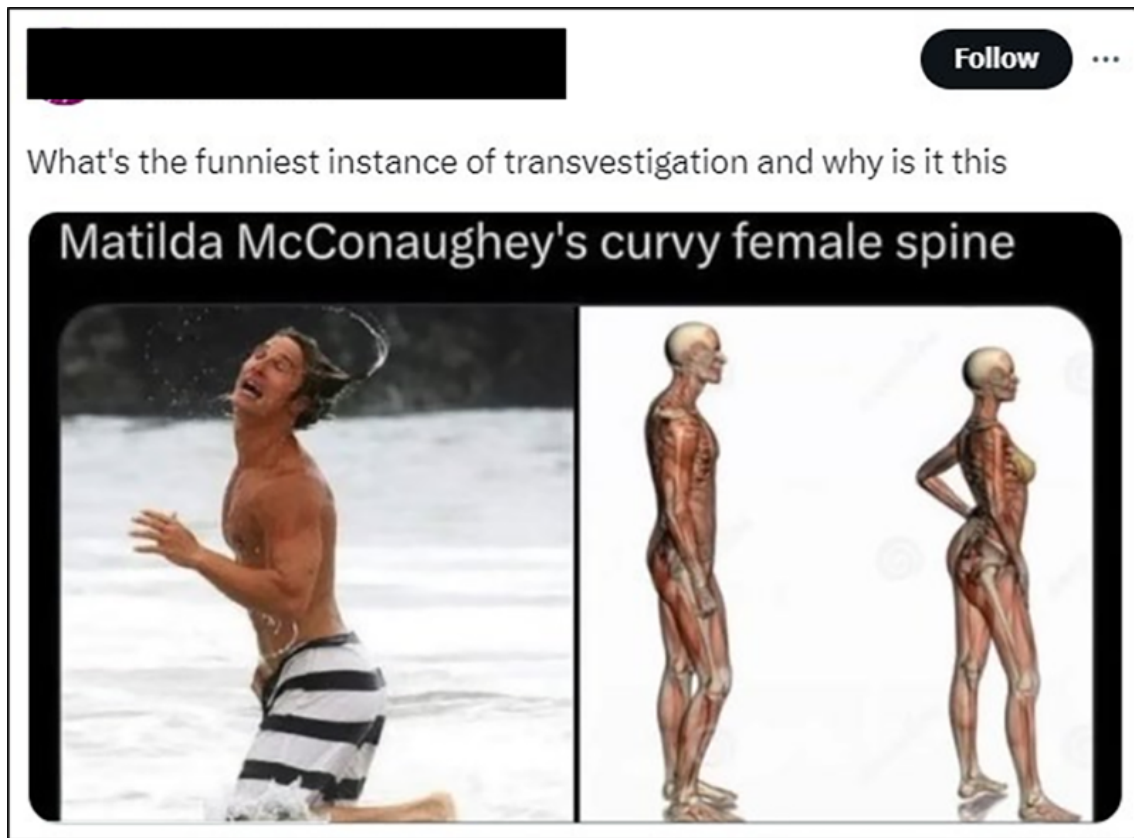 Follow
What's the funniest instance of transvestigation and why is it this
Matilda McConaughey's curvy female spine